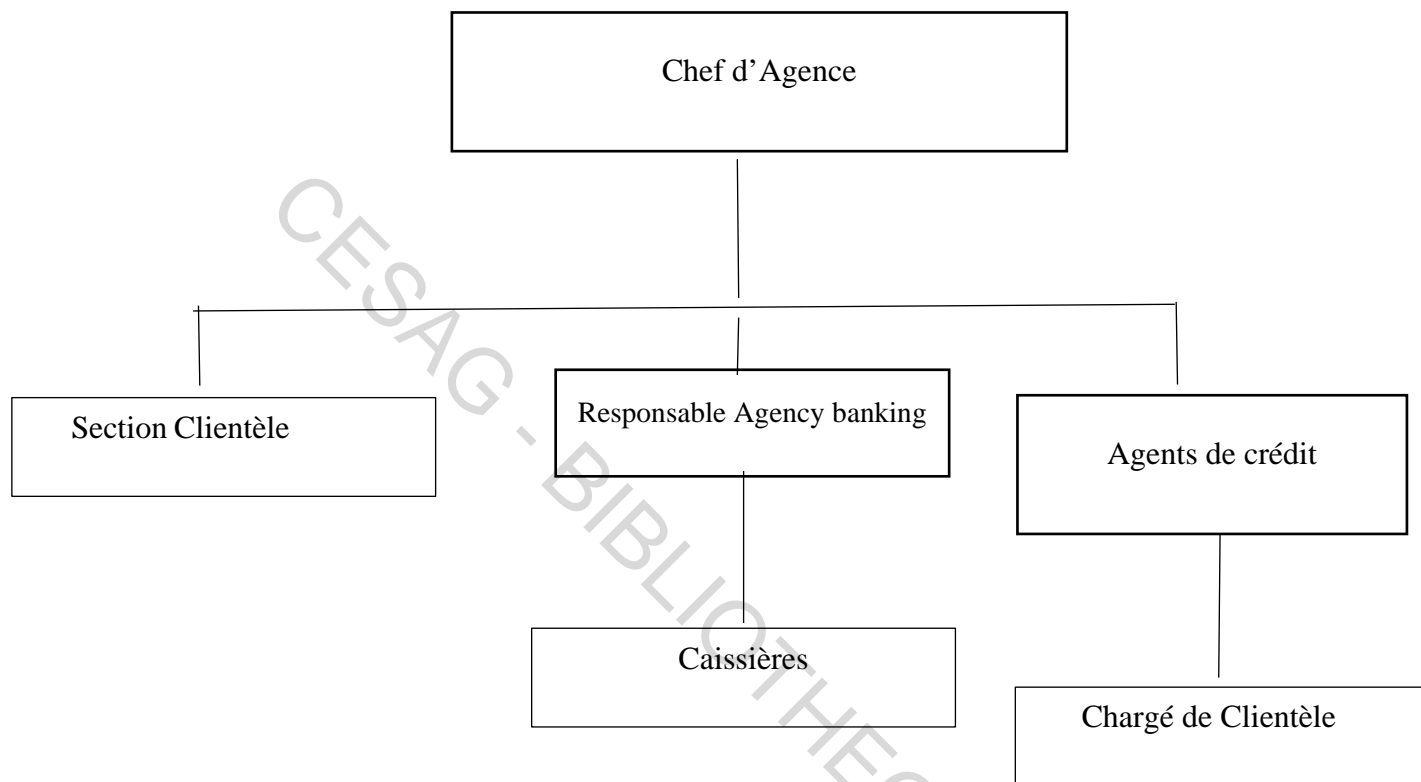 Chef d’Agence
Section Clientèle
Responsable Agency banking
Agents de crédit
Caissières
Chargé de Clientèle
CESAG - BIBLIOTHE